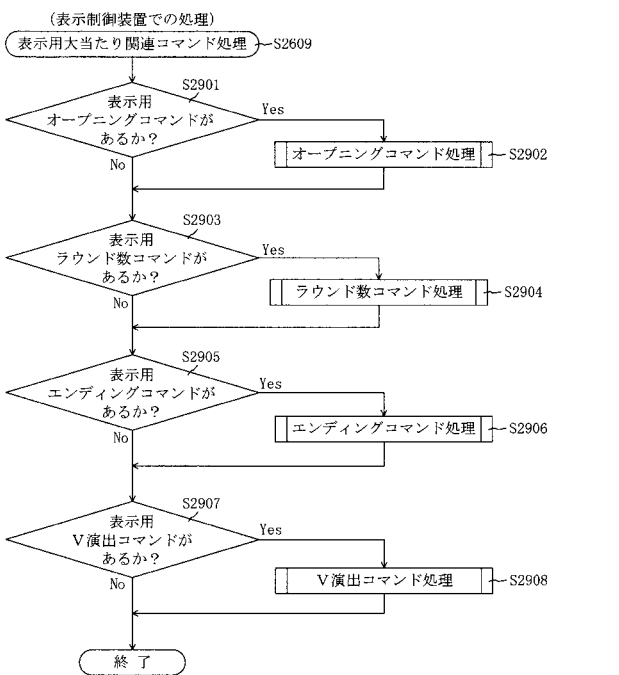 (表示制御装置での処理)
表示用大当たり関連コマンド処理 S2609
S2901
表示用
オープニングコマンドが
あるか？
Yes
No
オープニングコマンド処理 S2902
S2903
表示用
ラウンド数コマンドが
あるか？
Yes
No
ラウンド数コマンド処理 S2904
S2905
表示用
エンディングコマンドが
あるか？
Yes
No
エンディングコマンド処理 S2906
S2907
表示用
Ｖ演出コマンドが
あるか？
Yes
No
Ｖ演出コマンド処理 S2908
終 了